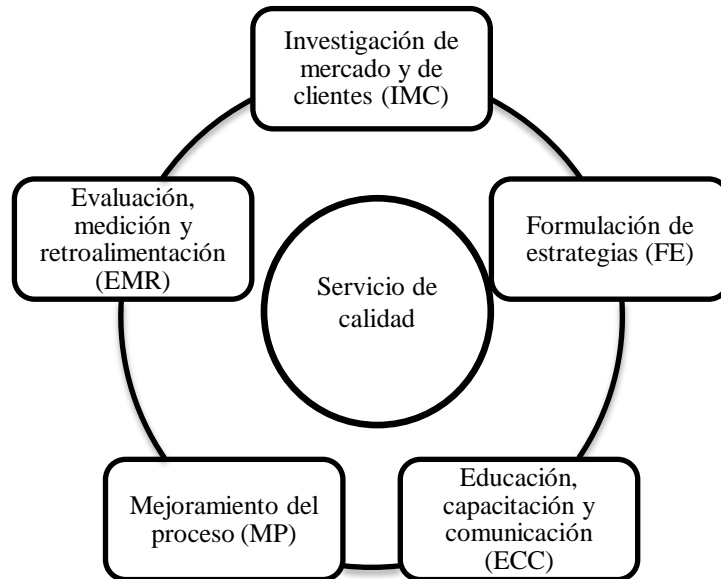 Investigación de
mercado y de
clientes (IMC)
Evaluación,
medición y
retroalimentación
(EMR)
Formulación de
estrategias (FE)
Servicio de
calidad
Mejoramiento del
proceso (MP)
Educación,
capacitación y
comunicación
(ECC)